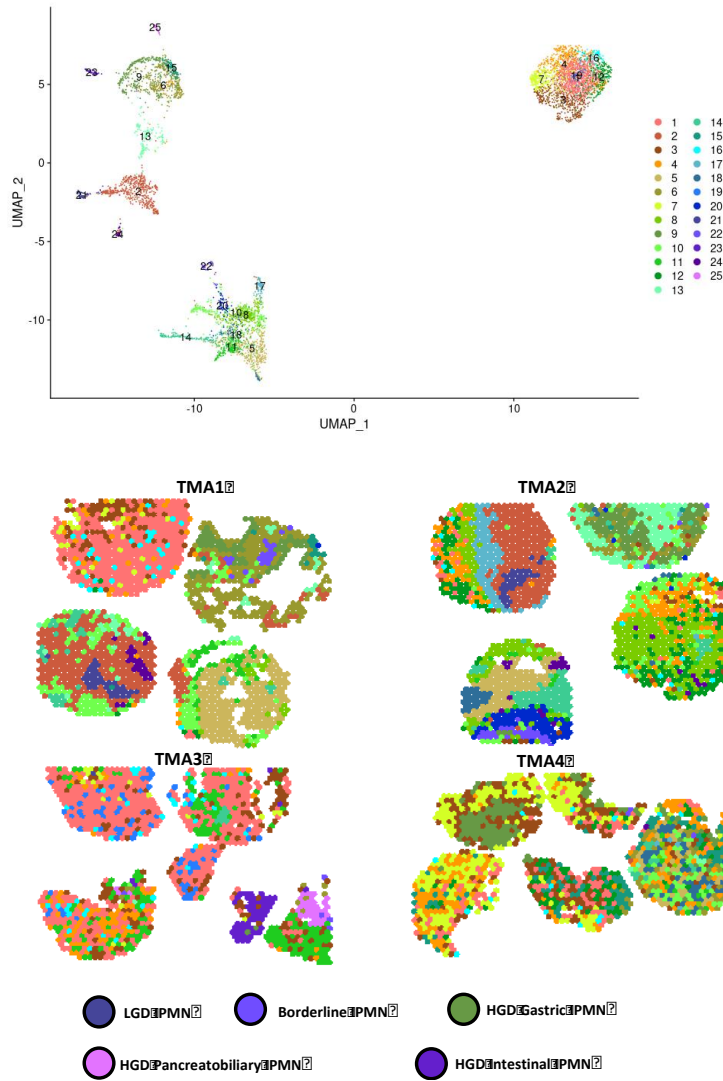 25
23 9 15 6
13
21 2
24
22
17
20 10 8
18
14 11 5
4 16
7 12
3
5
0
-5
-10
UMAP_2
-10 0 10
UMAP_1
1 14
2 15
3 16
4 17
5 18
6 19
7 20
8 21
9 22
10 23
11 24
12 25
13
TMA1
TMA2
TMA3
TMA4
LGD IPMN
Borderline IPMN
HGD Gastric IPMN
HGD Pancreatobiliary IPMN
HGD Intestinal IPMN